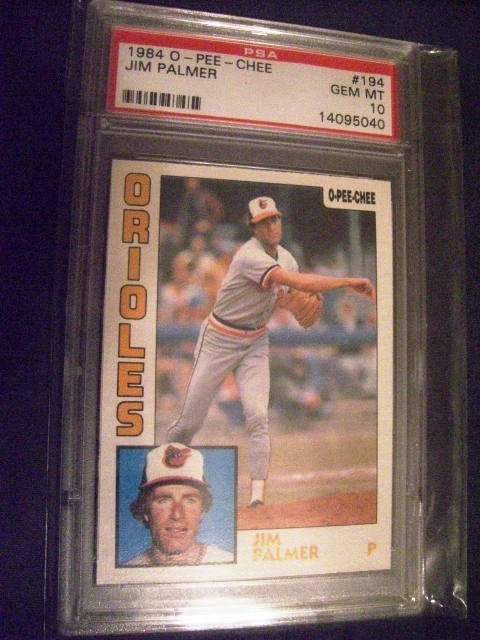 PSA
1984 O-PEE-CHEE #194
JIM PALMER GEM MT
10
14095040
O-PEE-CHEE
ORIOLES
JIM
PALMER P